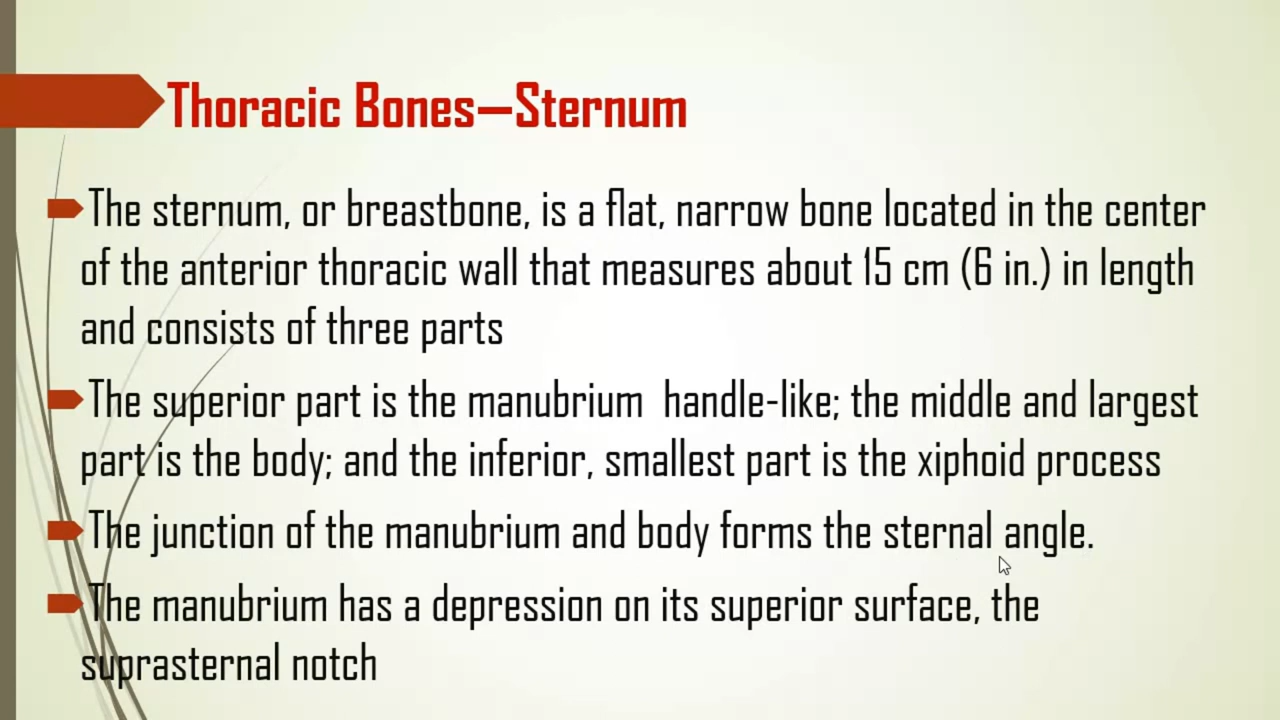 Thoracic Bones—Sternum
The sternum, or breastbone, is a flat, narrow bone located in the center
of the anterior thoracic wall that measures about 15 cm (6 in.) in length
and consists of three parts
The superior part is the manubrium  handle-like; the middle and largest
part is the body; and the inferior, smallest part is the xiphoid process
The junction of the manubrium and body forms the sternal angle.
The manubrium has a depression on its superior surface, the
suprasternal notch